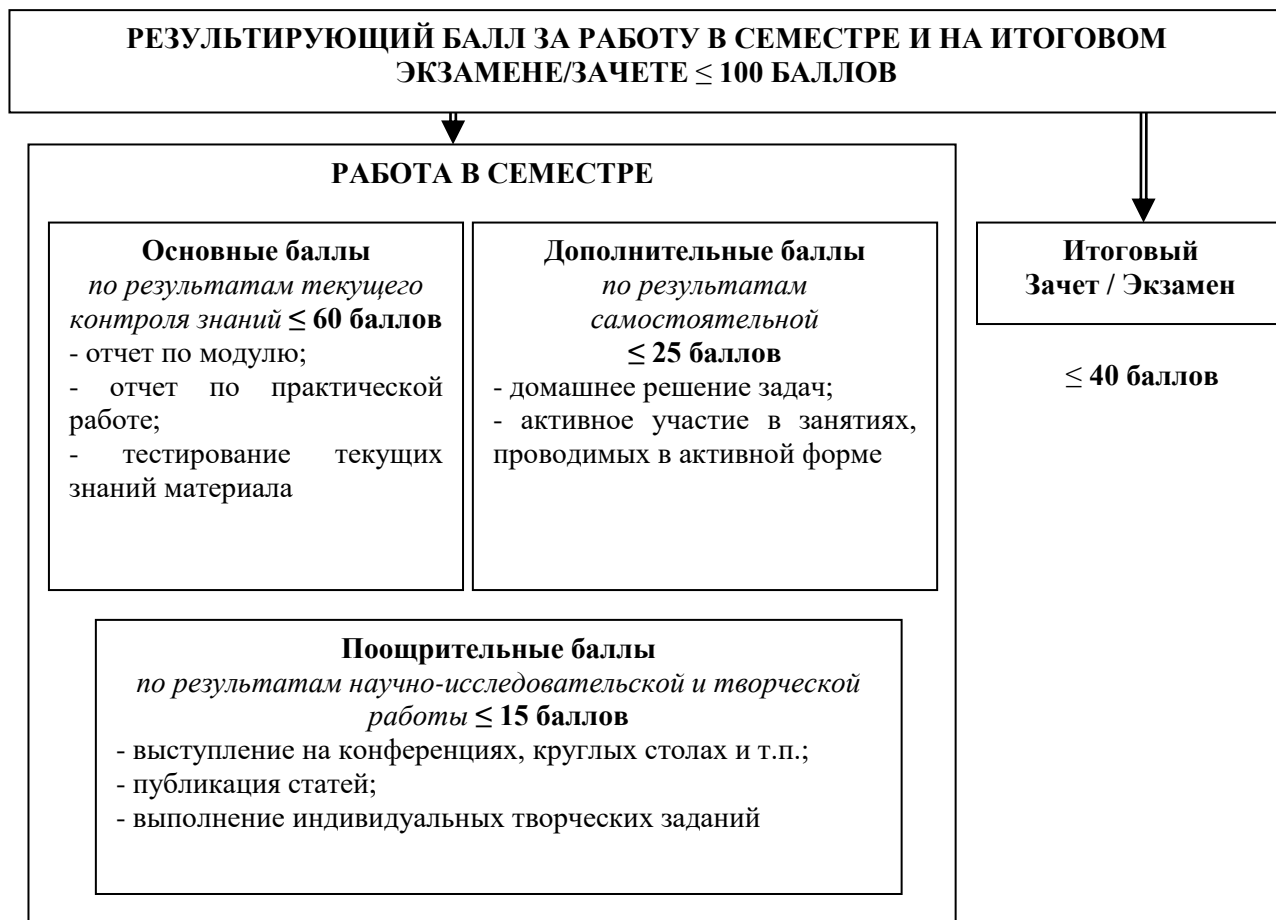 РЕЗУЛЬТИРУЮЩИЙ БАЛЛ ЗА РАБОТУ В СЕМЕСТРЕ И НА ИТОГОВОМ
ЭКЗАМЕНЕ/ЗАЧЕТЕ ≤ 100 БАЛЛОВ
РАБОТА В СЕМЕСТРЕ
Основные баллы
по результатам текущего
контроля знаний ≤ 60 баллов
- отчет по модулю;
- отчет по практической
работе;
- тестирование текущих
знаний материала
Дополнительные баллы
по результатам
самостоятельной
≤ 25 баллов
- домашнее решение задач;
- активное участие в занятиях,
проводимых в активной форме
Итоговый
Зачет / Экзамен
≤ 40 баллов
Поощрительные баллы
по результатам научно-исследовательской и творческой
работы ≤ 15 баллов
- выступление на конференциях, круглых столах и т.п.;
- публикация статей;
- выполнение индивидуальных творческих заданий